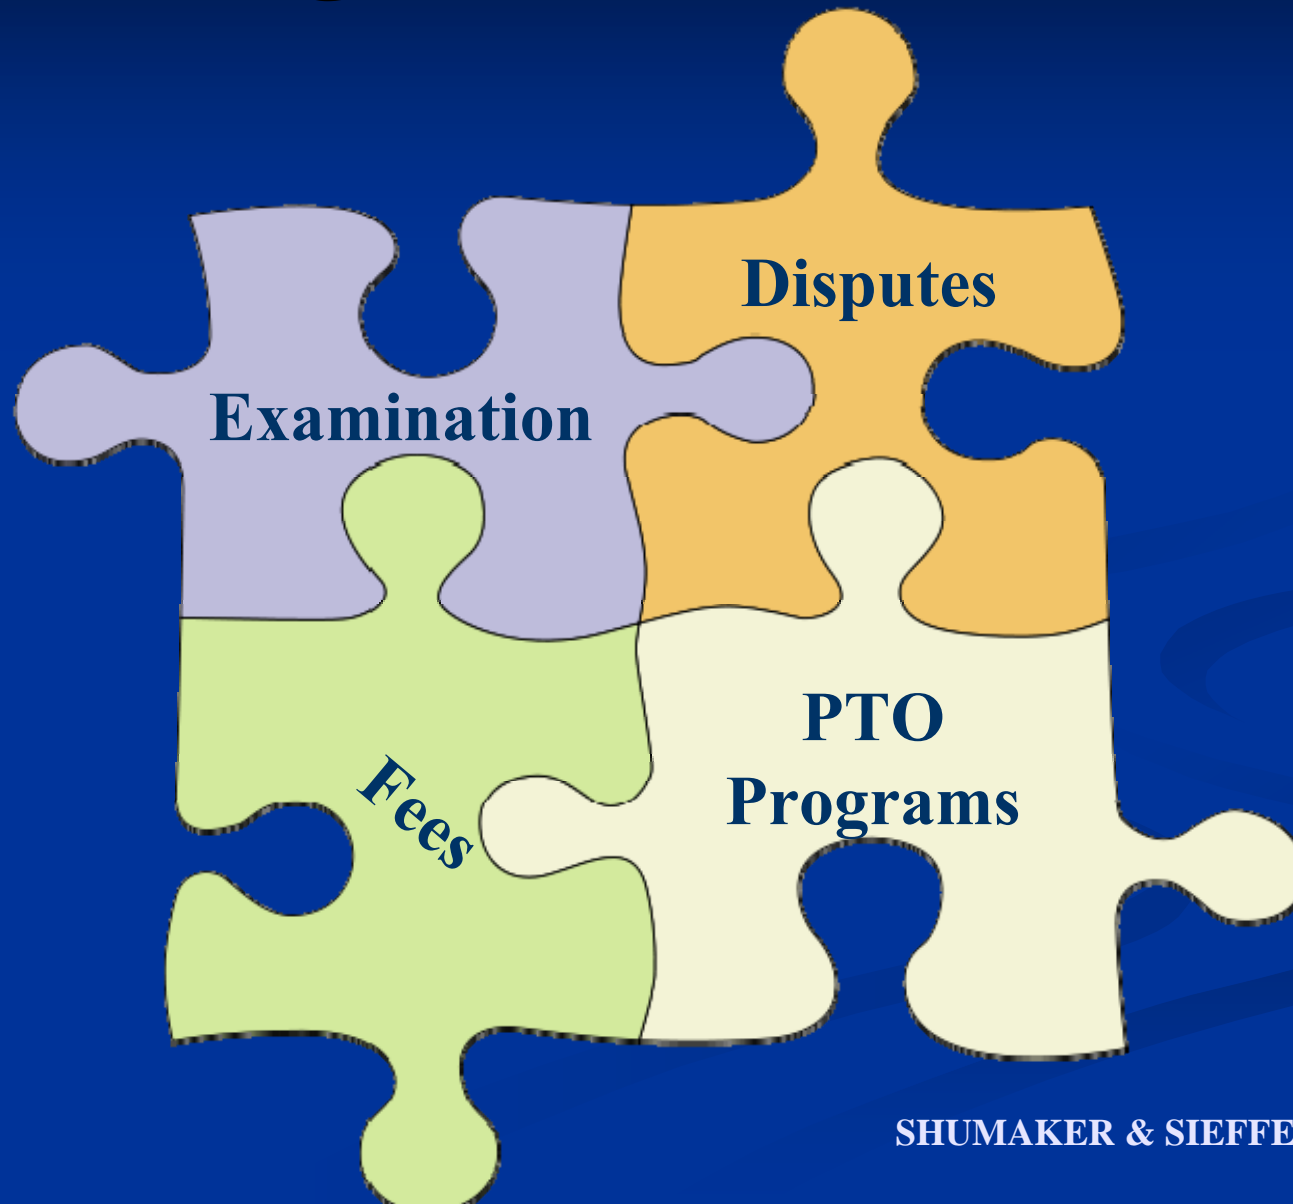 Disputes
Examination
PTO
Programs
Fees
SHUMAKER & SIEFFE